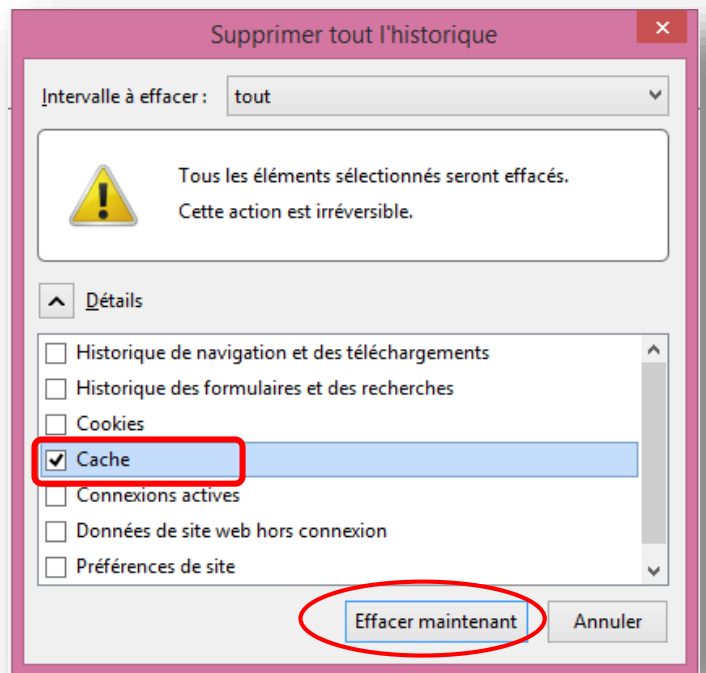 Supprimer tout l'historique
Intervalle à effacer : tout
Tous les éléments sélectionnés seront effacés.
Cette action est irréversible.
Détails
Historique de navigation et des téléchargements
Historique des formulaires et des recherches
Cookies
Cache
Connexions actives
Données de site web hors connexion
Préférences de site
Effacer maintenant Annuler